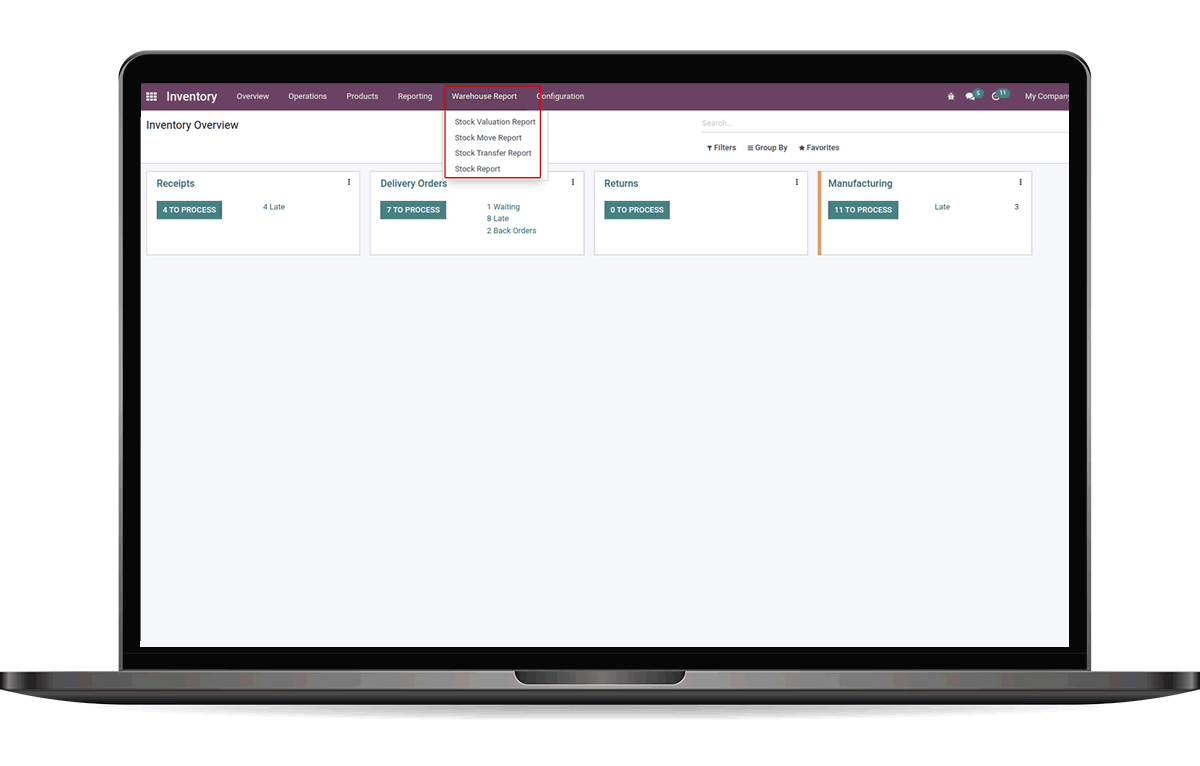 Inventory Overview Operations Products Reporting Warehouse Report Configuration 5 11 My Company
Inventory Overview
Search...
Stock Valuation Report
Stock Move Report
Stock Transfer Report
Stock Report
Filters Group By Favorites
Receipts
4 TO PROCESS
4 Late
Delivery Orders
7 TO PROCESS
1 Waiting
8 Late
2 Back Orders
Returns
0 TO PROCESS
Manufacturing
11 TO PROCESS
Late 3